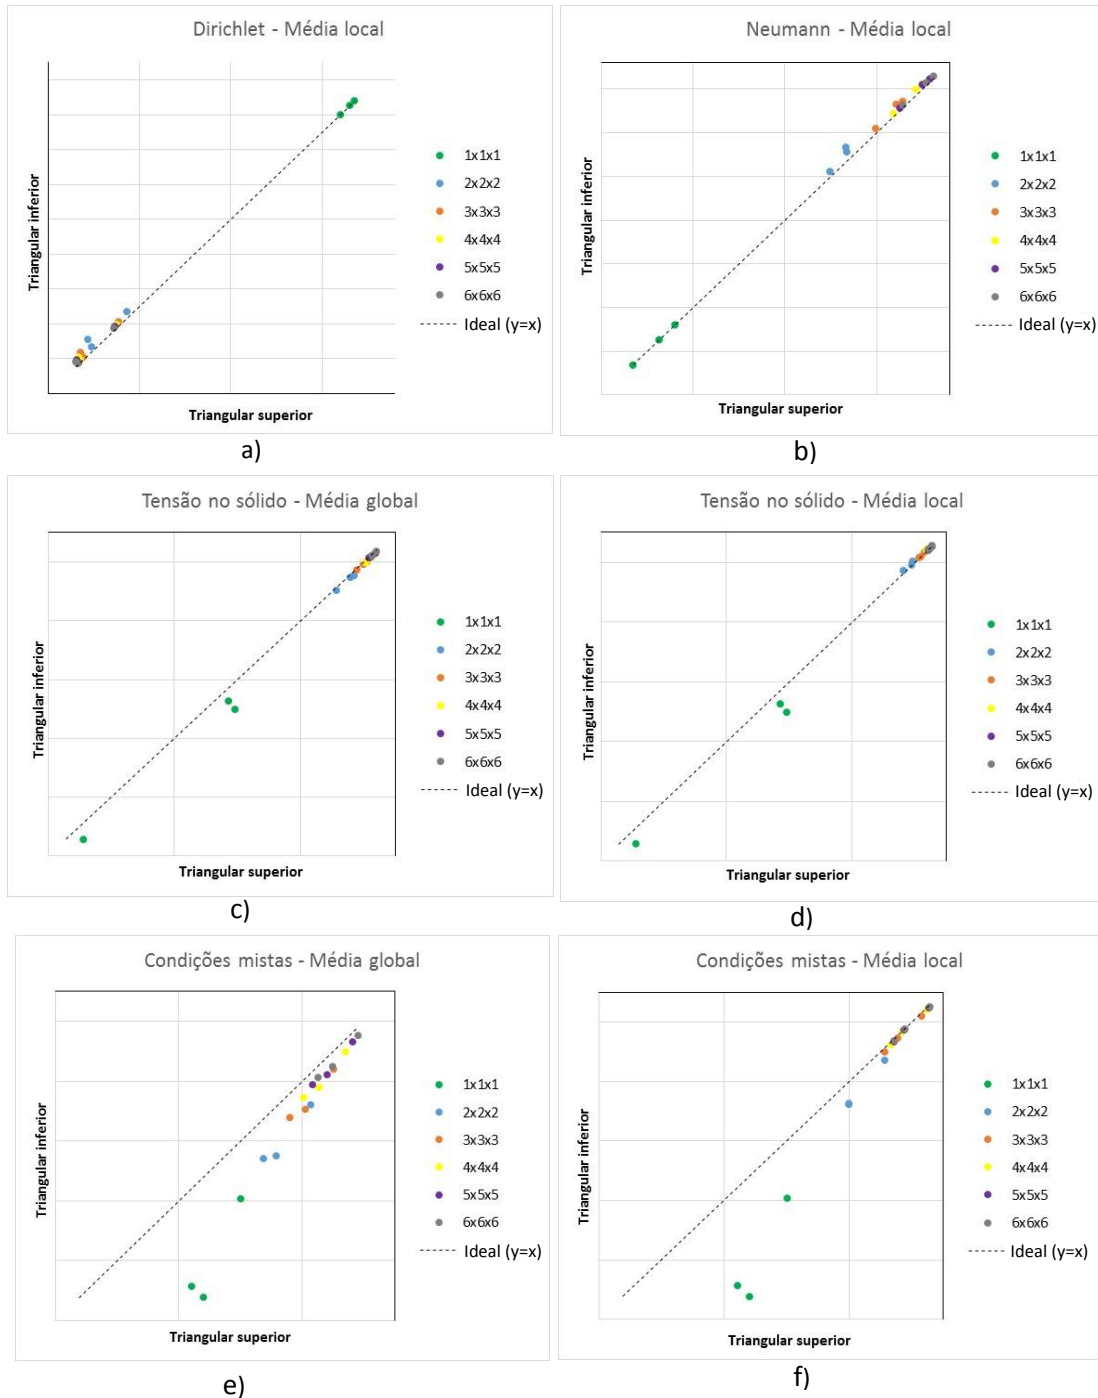 Dirichlet - Média local
Triangular inferior
1x1x1
2x2x2
3x3x3
4x4x4
5x5x5
6x6x6
Ideal (y=x)
Triangular superior
a)
Neumann - Média local
Triangular inferior
1x1x1
2x2x2
3x3x3
4x4x4
5x5x5
6x6x6
Ideal (y=x)
Triangular superior
b)
Tensão no sólido - Média global
Triangular inferior
1x1x1
2x2x2
3x3x3
4x4x4
5x5x5
6x6x6
Ideal (y=x)
Triangular superior
c)
Tensão no sólido - Média local
Triangular inferior
1x1x1
2x2x2
3x3x3
4x4x4
5x5x5
6x6x6
Ideal (y=x)
Triangular superior
d)
Condições mistas - Média global
Triangular inferior
1x1x1
2x2x2
3x3x3
4x4x4
5x5x5
6x6x6
Ideal (y=x)
Triangular superior
e)
Condições mistas - Média local
Triangular inferior
1x1x1
2x2x2
3x3x3
4x4x4
5x5x5
6x6x6
Ideal (y=x)
Triangular superior
f)